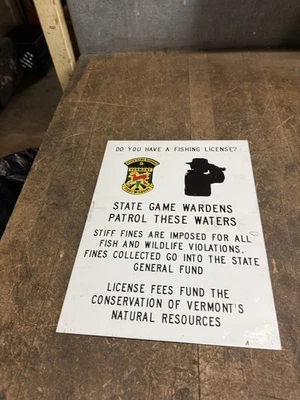 DO YOU HAVE A FISHING LICENSE?
VERMONT
STATE GAME WARDENS
PATROL THESE WATERS
STIFF FINES ARE IMPOSED FOR ALL
FISH AND WILDLIFE VIOLATIONS.
FINES COLLECTED GO INTO THE STATE
GENERAL FUND
LICENSE FEES FUND THE
CONSERVATION OF VERMONT'S
NATURAL RESOURCES